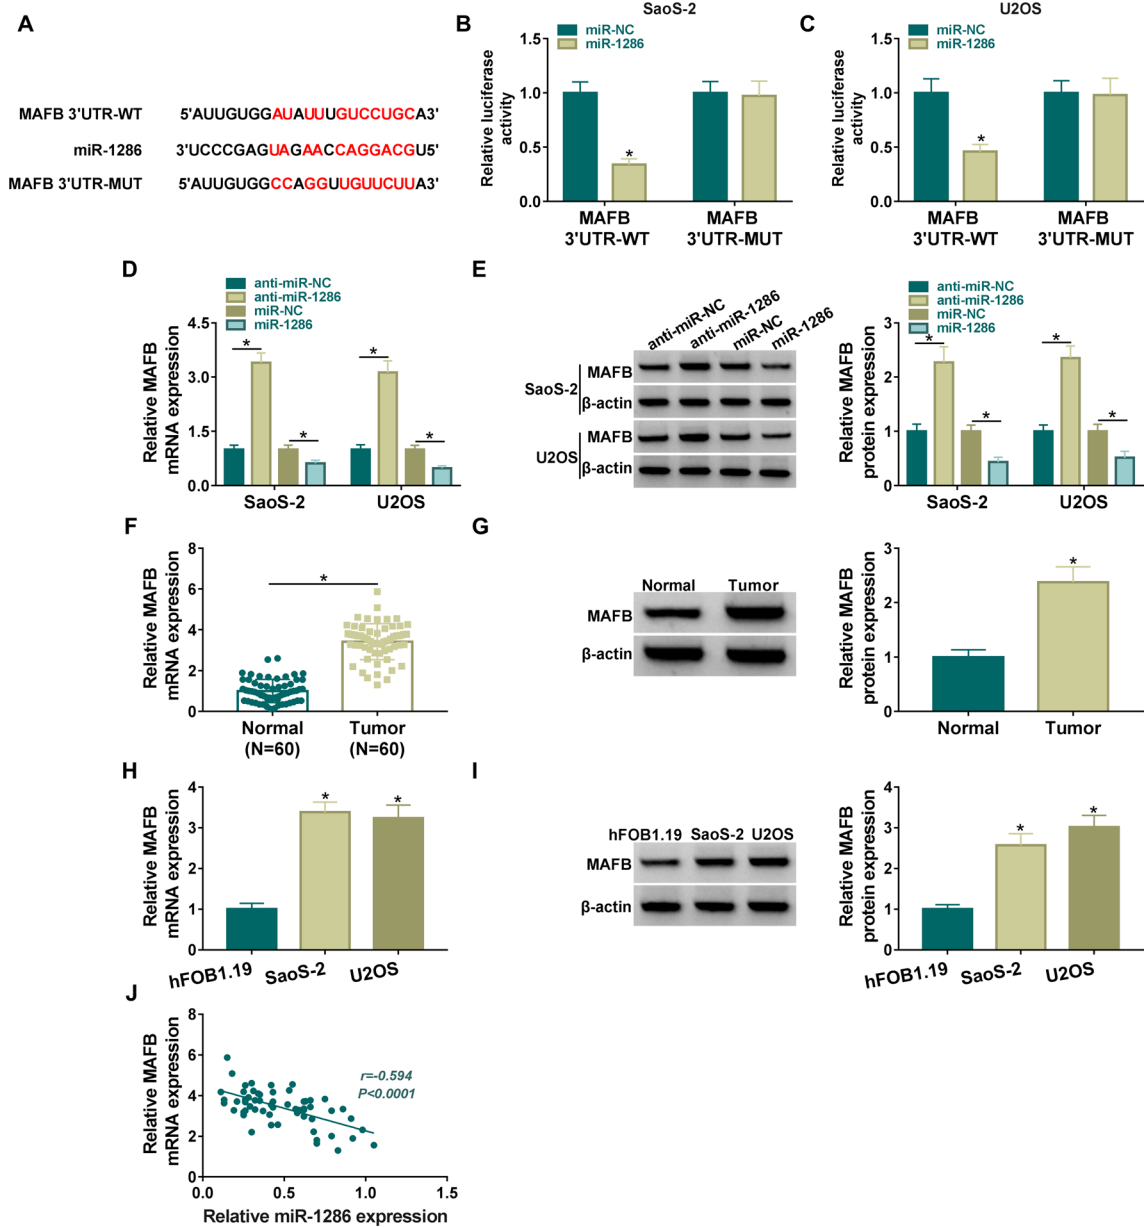 A
MAFB 3'UTR-WT 5'AUUGUGGAUAUUUGUCCUGCA3'
miR-1286 3'UCCCGAGUAGAACCAGGACGU5'
MAFB 3'UTR-MUT 5'AUUGUGGCCAGGUUGUUCUUA3'
B
SaoS-2
miR-NC
miR-1286
Relative luciferase
activity
1.5
1.0
0.5
0.0
*
MAFB
3'UTR-WT
MAFB
3'UTR-MUT
C
U2OS
miR-NC
miR-1286
Relative luciferase
activity
1.5
1.0
0.5
0.0
*
MAFB
3'UTR-WT
MAFB
3'UTR-MUT
D
anti-miR-NC
anti-miR-1286
miR-NC
miR-1286
Relative MAFB
mRNA expression
4.5
3.0
1.5
0.0
* * * *
SaoS-2 U2OS
E
anti-miR-NC anti-miR-1286 miR-NC miR-1286
SaoS-2
MAFB
β-actin
U2OS
MAFB
β-actin
anti-miR-NC
anti-miR-1286
miR-NC
miR-1286
Relative MAFB
protein expression
3
2
1
0
* * * *
SaoS-2 U2OS
F
Relative MAFB
mRNA expression
8
6
4
2
0
*
Normal
(N=60)
Tumor
(N=60)
G
Normal Tumor
MAFB
β-actin
Relative MAFB
protein expression
3
2
1
0
*
Normal Tumor
H
Relative MAFB
mRNA expression
4
3
2
1
0
* *
hFOB1.19 SaoS-2 U2OS
I
hFOB1.19 SaoS-2 U2OS
MAFB
β-actin
Relative MAFB
protein expression
4
3
2
1
0
* *
hFOB1.19 SaoS-2 U2OS
J
Relative MAFB
mRNA expression
8
6
4
2
0
r=-0.594
P<0.0001
0.0 0.5 1.0 1.5
Relative miR-1286 expression